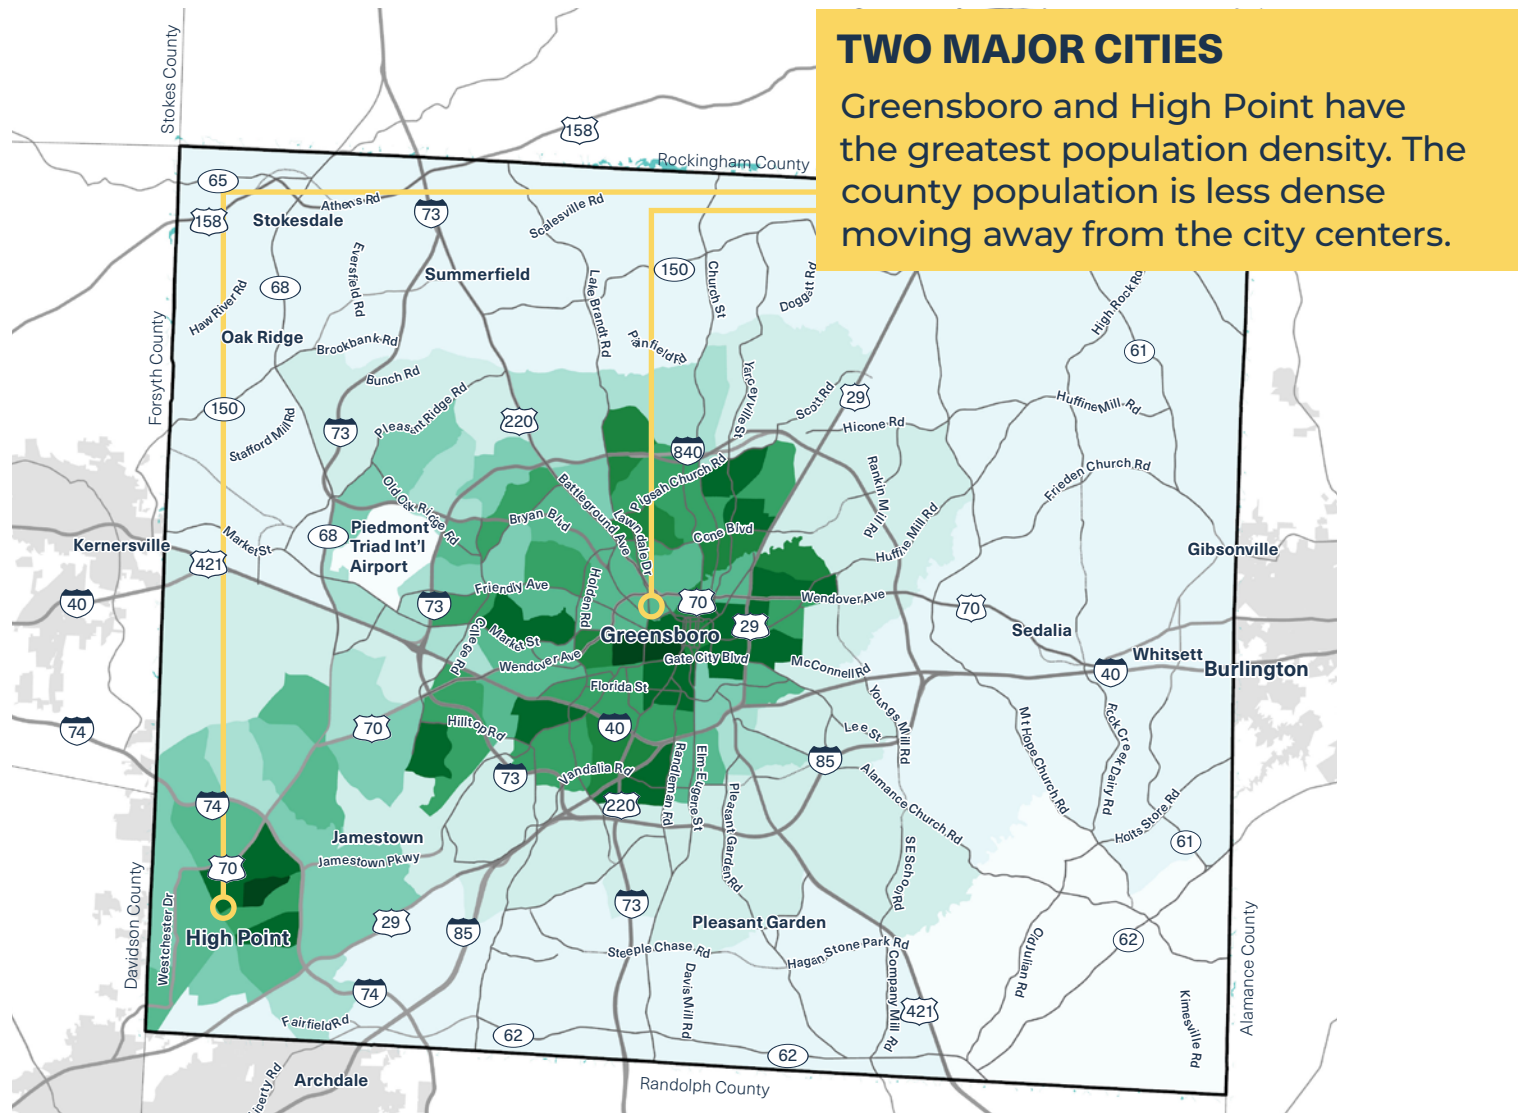 TWO MAJOR CITIES
Greensboro and High Point have
the greatest population density. The
county population is less dense
moving away from the city centers.
Stokes County
158
Rockingham County
65
158
Stokesdale
Athens Rd
73
Scalesville Rd
Eversfield Rd
Summerfield
68
150
Church St
Doggett Rd
Lake Brandt Rd
High Rock Rd
Haw River Rd
Oak Ridge
Brookbank Rd
Forsyth County
61
Bunch Rd
Yanceyville St
Scott Rd
29
Huffine Mill Rd
150
Pleasant Ridge Rd
220
Stafford Mill Rd
73
Hicone Rd
840
Pisgah Church Rd
Frieden Church Rd
Old Oak Ridge Rd
Battleground Ave
Lawndale Dr
Bryan Blvd
Cone Blvd
Huffine Mill Rd
68
Piedmont
Triad Int'l
Airport
Kernersville
Market St
421
Gibsonville
40
73
Friendly Ave
Holden Rd
70
29
Wendover Ave
70
Sedalia
College Rd
Market St
Greensboro
Wendover Ave
Gate City Blvd
McConnell Rd
Whitsett
40
Burlington
Florida St
Youngs Mill Rd
74
70
Hilltop Rd
40
Lee St
Mt Hope Church Rd
Rock Creek Dairy Rd
73
Vandalia Rd
Randleman Rd
Elm-Eugene St
85
Alamance Church Rd
74
220
Pleasant Garden Rd
Holts Store Rd
Jamestown
Jamestown Pkwy
61
SE School Rd
70
Davidson County
Westchester Dr
High Point
29
85
73
Pleasant Garden
Steeple Chase Rd
Hagan Stone Park Rd
Old Julian Rd
62
Alamance County
Davis Mill Rd
Company Mill Rd
74
421
Kimesville Rd
Fairfield Rd
62
62
Archdale
Randolph County